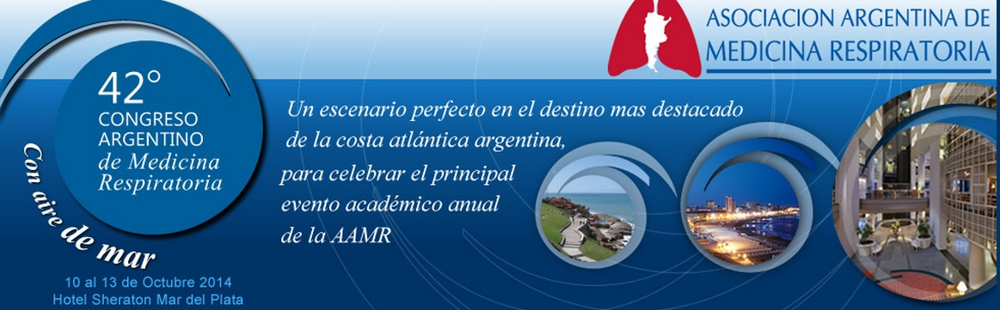 ASOCIACION ARGENTINA DE
MEDICINA RESPIRATORIA
42°
CONGRESO
ARGENTINO
de Medicina
Respiratoria
Con aire de mar
10 al 13 de Octubre 2014
Hotel Sheraton Mar del Plata
Un escenario perfecto en el destino mas destacado
de la costa atlántica argentina,
para celebrar el principal
evento académico anual
de la AAMR